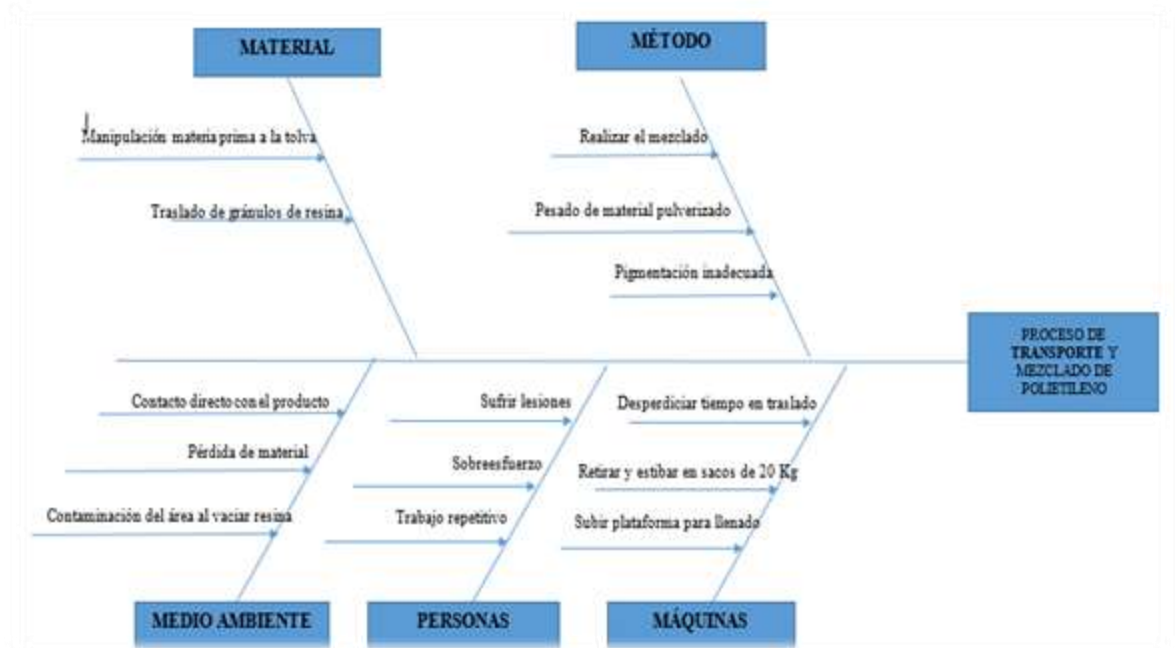 MATERIAL
MÉTODO
Manipulación materia prima a la tolva
Realizar el mezclado
Traslado de gránulos de resina
Pesado de material pulverizado
Pigmentación inadecuada
PROCESO DE
TRANSPORTE Y
MEZCLADO DE
POLIETILENO
Contacto directo con el producto
Sufrir lesiones
Desperdiciar tiempo en traslado
Pérdida de material
Sobreesfuerzo
Retirar y estibar en sacos de 20 Kg
Contaminación del área al vaciar resina
Trabajo repetitivo
Subir plataforma para llenado
MEDIO AMBIENTE
PERSONAS
MÁQUINAS